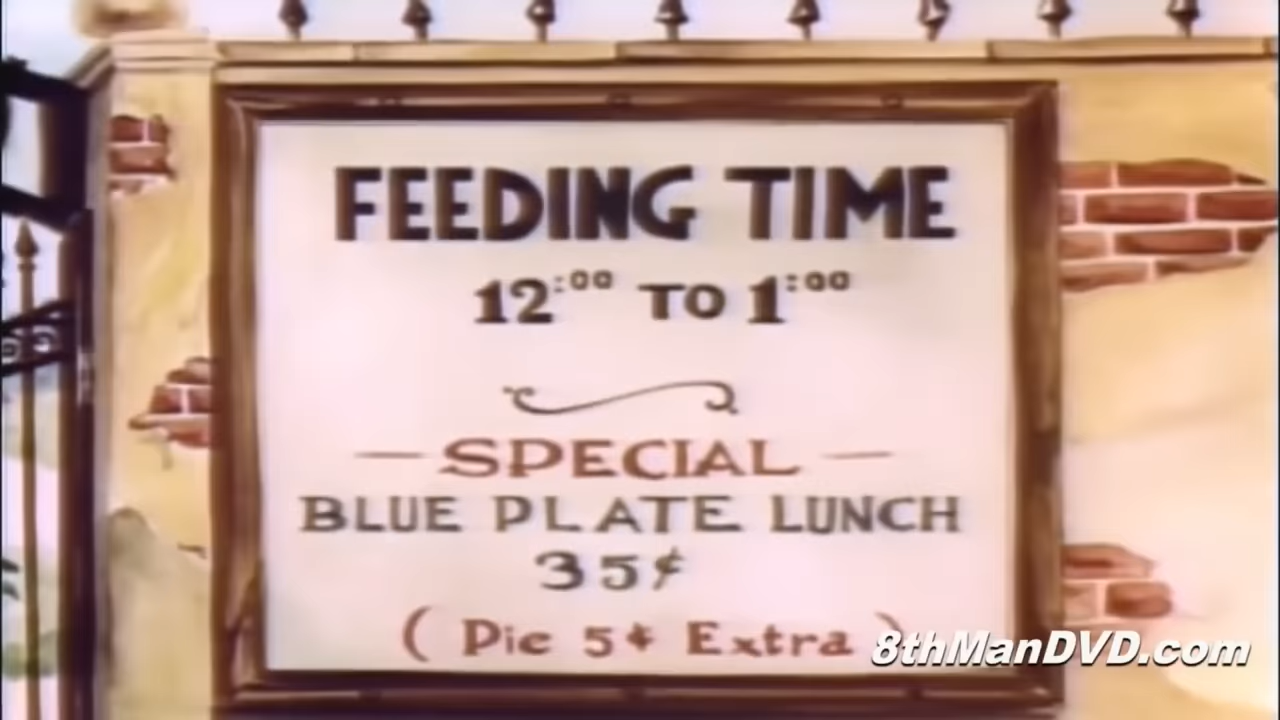 FEEDING TIME
12:00 TO 1:00
— SPECIAL —
BLUE PLATE LUNCH
35¢
( Pie 5¢ Extra )
8thManDVD.com